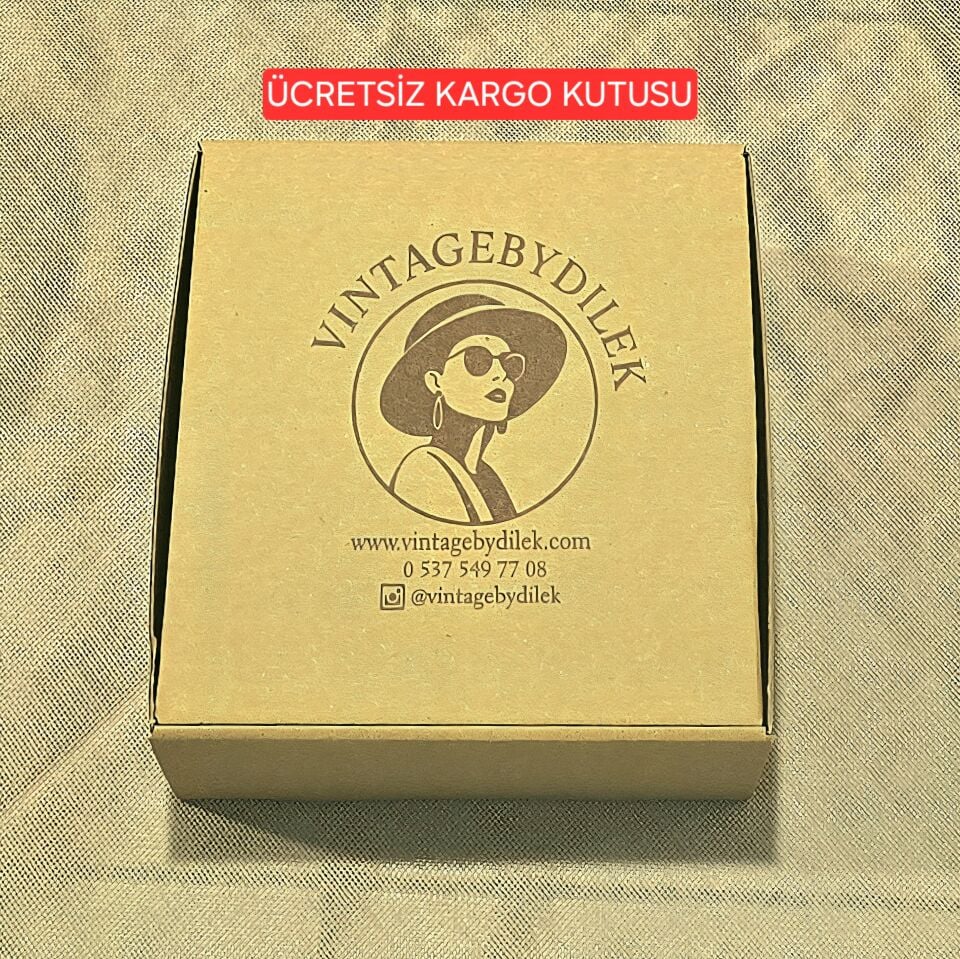 ÜCRETSİZ KARGO KUTUSU
VINTAGEBYDILEK
www.vintagebydilek.com
0 537 549 77 08
@vintagebydilek